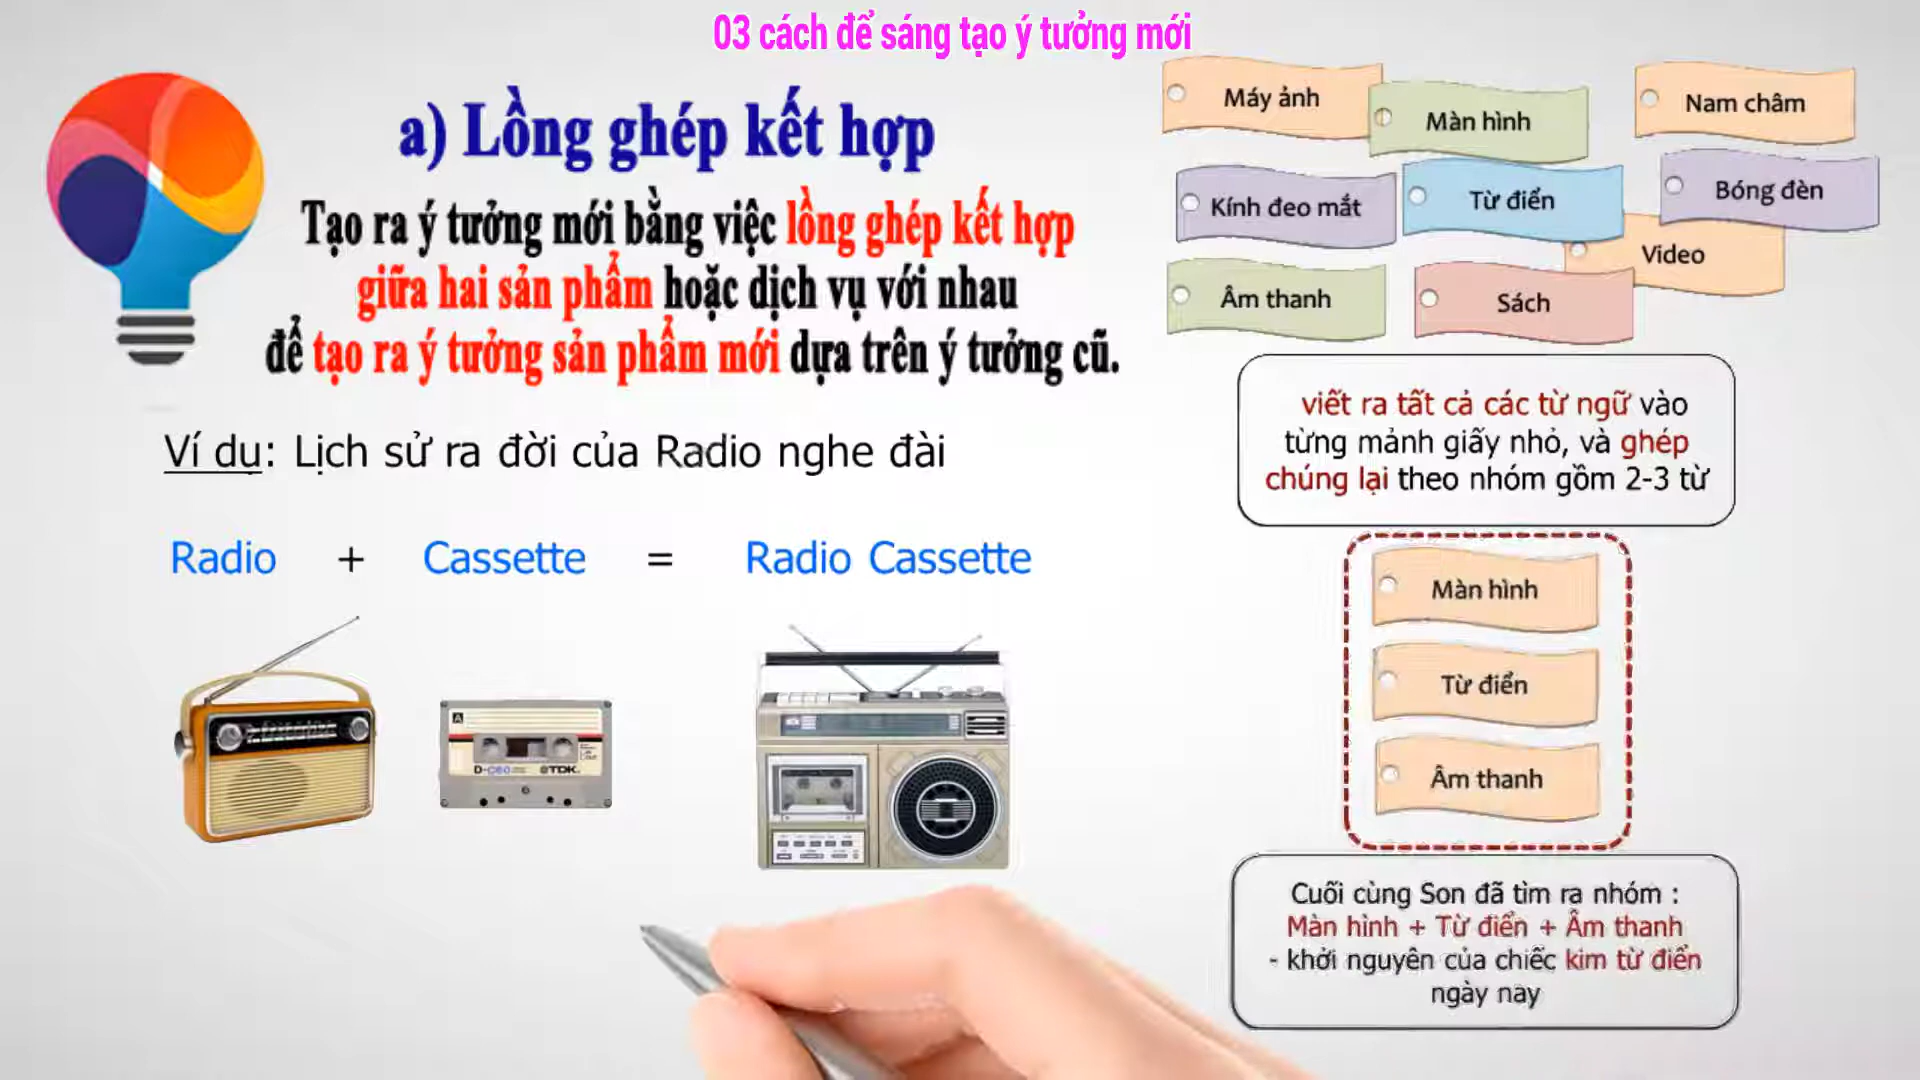 03 cách để sáng tạo ý tưởng mới
a) Lồng ghép kết hợp
Tạo ra ý tưởng mới bằng việc lồng ghép kết hợp
giữa hai sản phẩm hoặc dịch vụ với nhau
để tạo ra ý tưởng sản phẩm mới dựa trên ý tưởng cũ.
Ví dụ: Lịch sử ra đời của Radio nghe đài
Radio + Cassette = Radio Cassette
A
D-C60
TDK
Máy ảnh
Màn hình
Nam châm
Kính đeo mắt
Từ điển
Bóng đèn
Video
Âm thanh
Sách
viết ra tất cả các từ ngữ vào
từng mảnh giấy nhỏ, và ghép
chúng lại theo nhóm gồm 2-3 từ
Màn hình
Từ điển
Âm thanh
Cuối cùng Son đã tìm ra nhóm :
Màn hình + Từ điển + Âm thanh
- khởi nguyên của chiếc kim từ điển
ngày nay